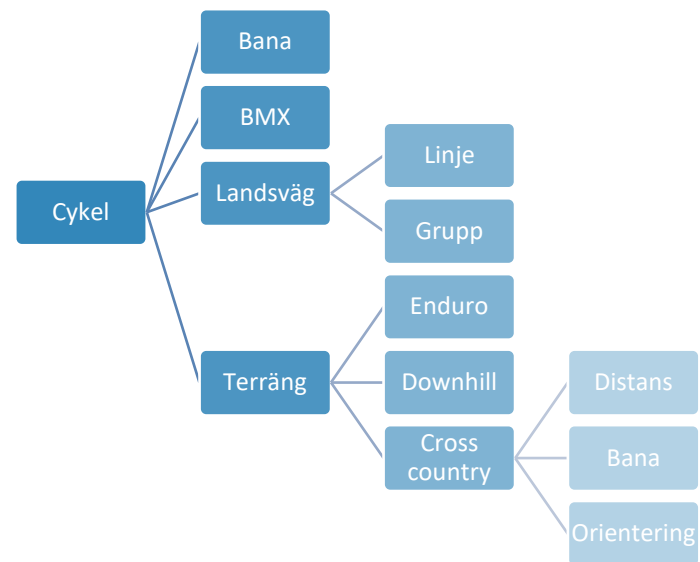 Bana
BMX
Landsväg
Linje
Grupp
Cykel
Enduro
Terräng
Downhill
Distans
Cross
country
Bana
Orientering